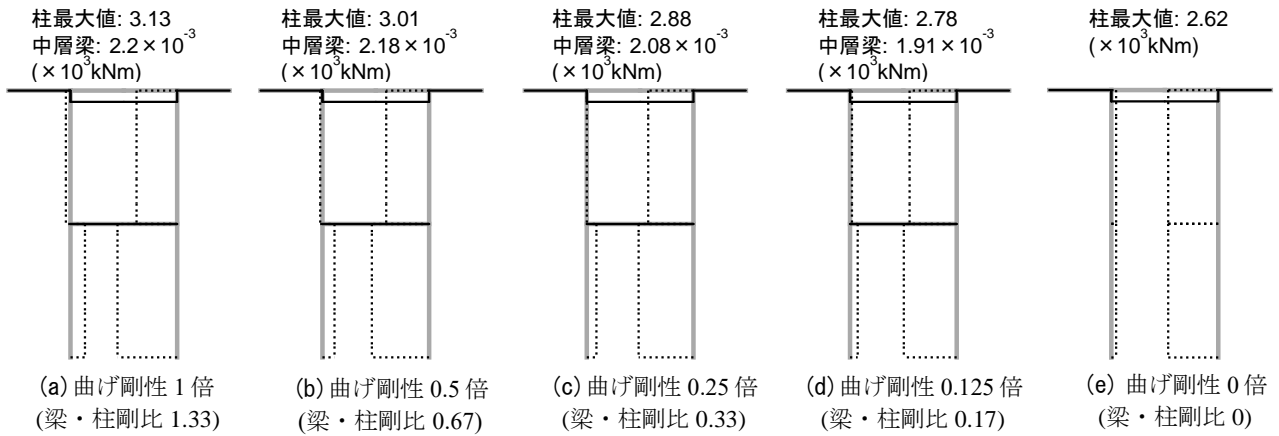 柱最大値: 3.13
中層梁: 2.2×10⁻³
(×10³kNm)
(a) 曲げ剛性 1 倍
(梁・柱剛比 1.33)
柱最大値: 3.01
中層梁: 2.18×10⁻³
(×10³kNm)
(b) 曲げ剛性 0.5 倍
(梁・柱剛比 0.67)
柱最大値: 2.88
中層梁: 2.08×10⁻³
(×10³kNm)
(c) 曲げ剛性 0.25 倍
(梁・柱剛比 0.33)
柱最大値: 2.78
中層梁: 1.91×10⁻³
(×10³kNm)
(d) 曲げ剛性 0.125 倍
(梁・柱剛比 0.17)
柱最大値: 2.62
(×10³kNm)
(e) 曲げ剛性 0 倍
(梁・柱剛比 0)